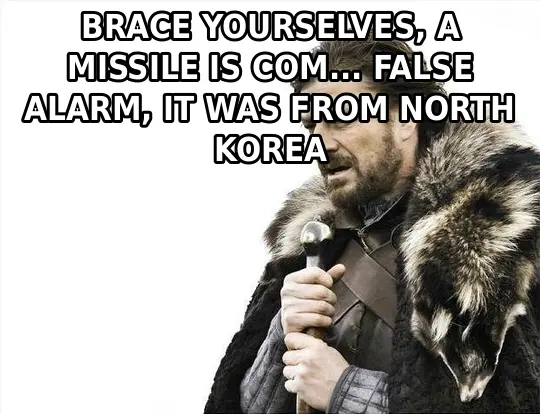 BRACE YOURSELVES, A
MISSILE IS COM... FALSE
ALARM, IT WAS FROM NORTH
KOREA